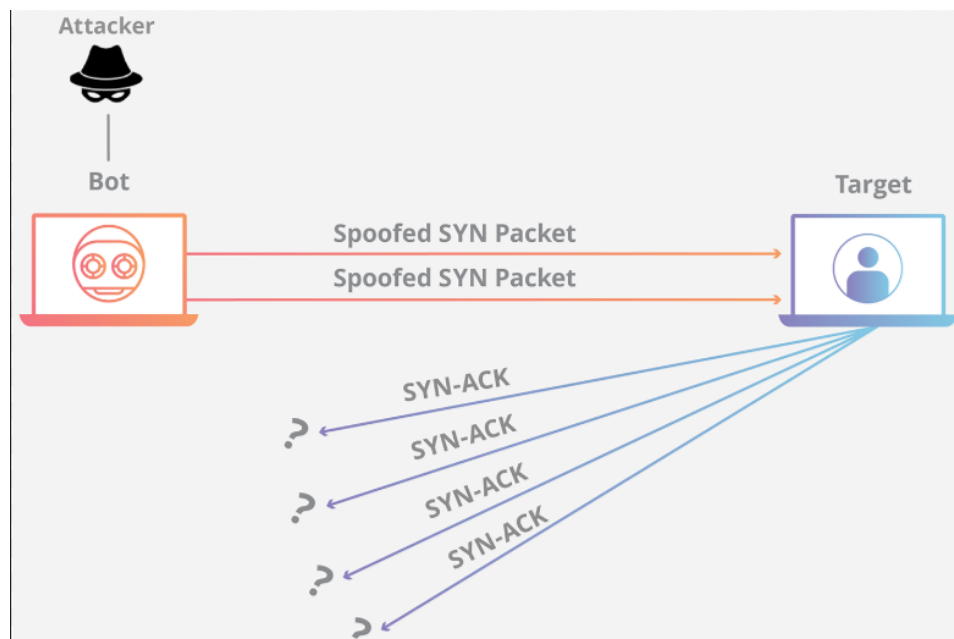 Attacker
Bot
Target
Spoofed SYN Packet
Spoofed SYN Packet
SYN-ACK
?
SYN-ACK
?
SYN-ACK
?
SYN-ACK
?